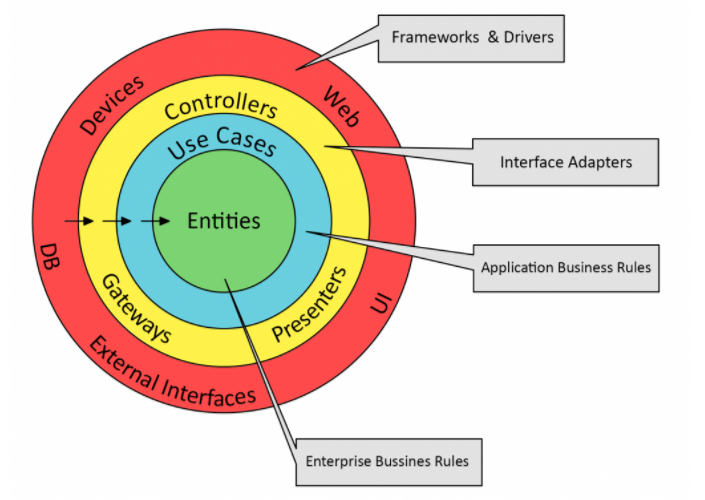 Frameworks & Drivers
Devices
Web
Controllers
Use Cases
Interface Adapters
Entities
DB
Application Business Rules
Gateways
Presenters
UI
External Interfaces
Enterprise Bussines Rules